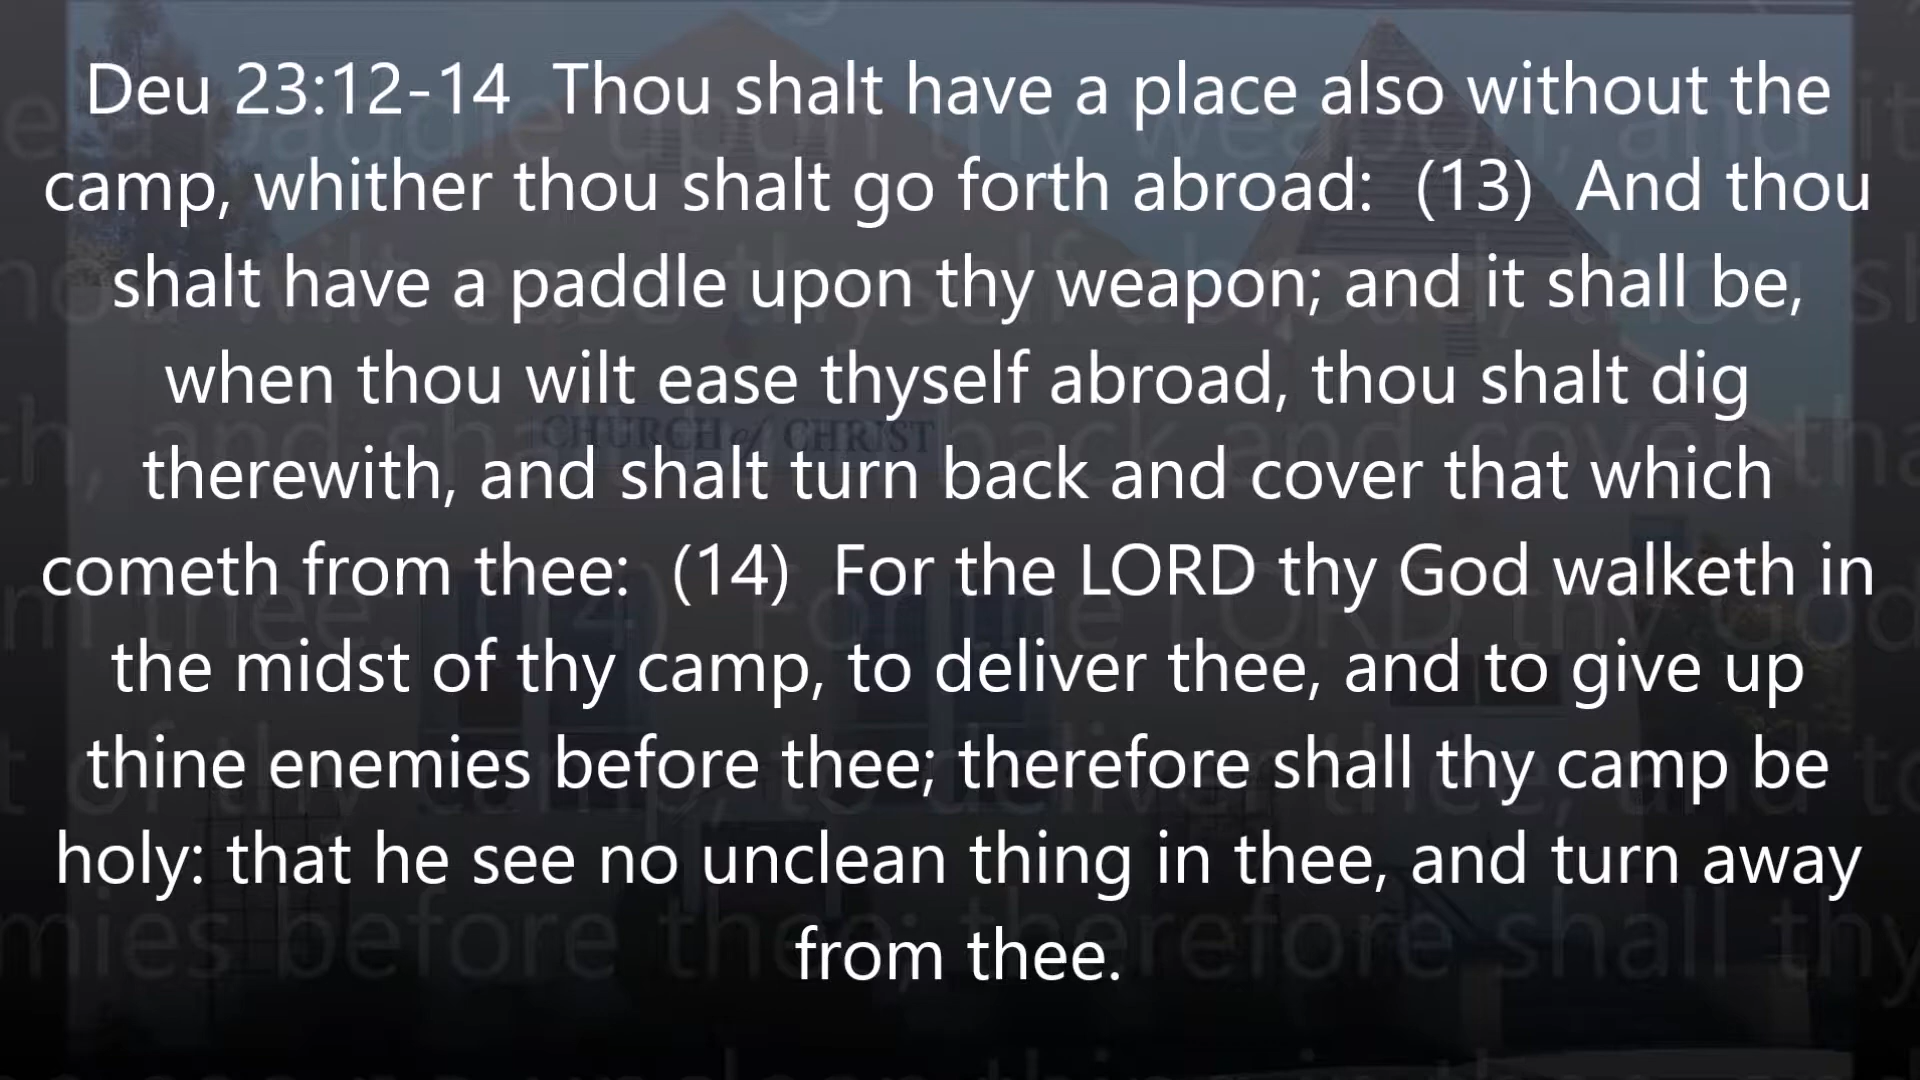 Deu 23:12-14  Thou shalt have a place also without the
camp, whither thou shalt go forth abroad:  (13)  And thou
shalt have a paddle upon thy weapon; and it shall be,
when thou wilt ease thyself abroad, thou shalt dig
therewith, and shalt turn back and cover that which
cometh from thee:  (14)  For the LORD thy God walketh in
the midst of thy camp, to deliver thee, and to give up
thine enemies before thee; therefore shall thy camp be
holy: that he see no unclean thing in thee, and turn away
from thee.
CHURCH of CHRIST